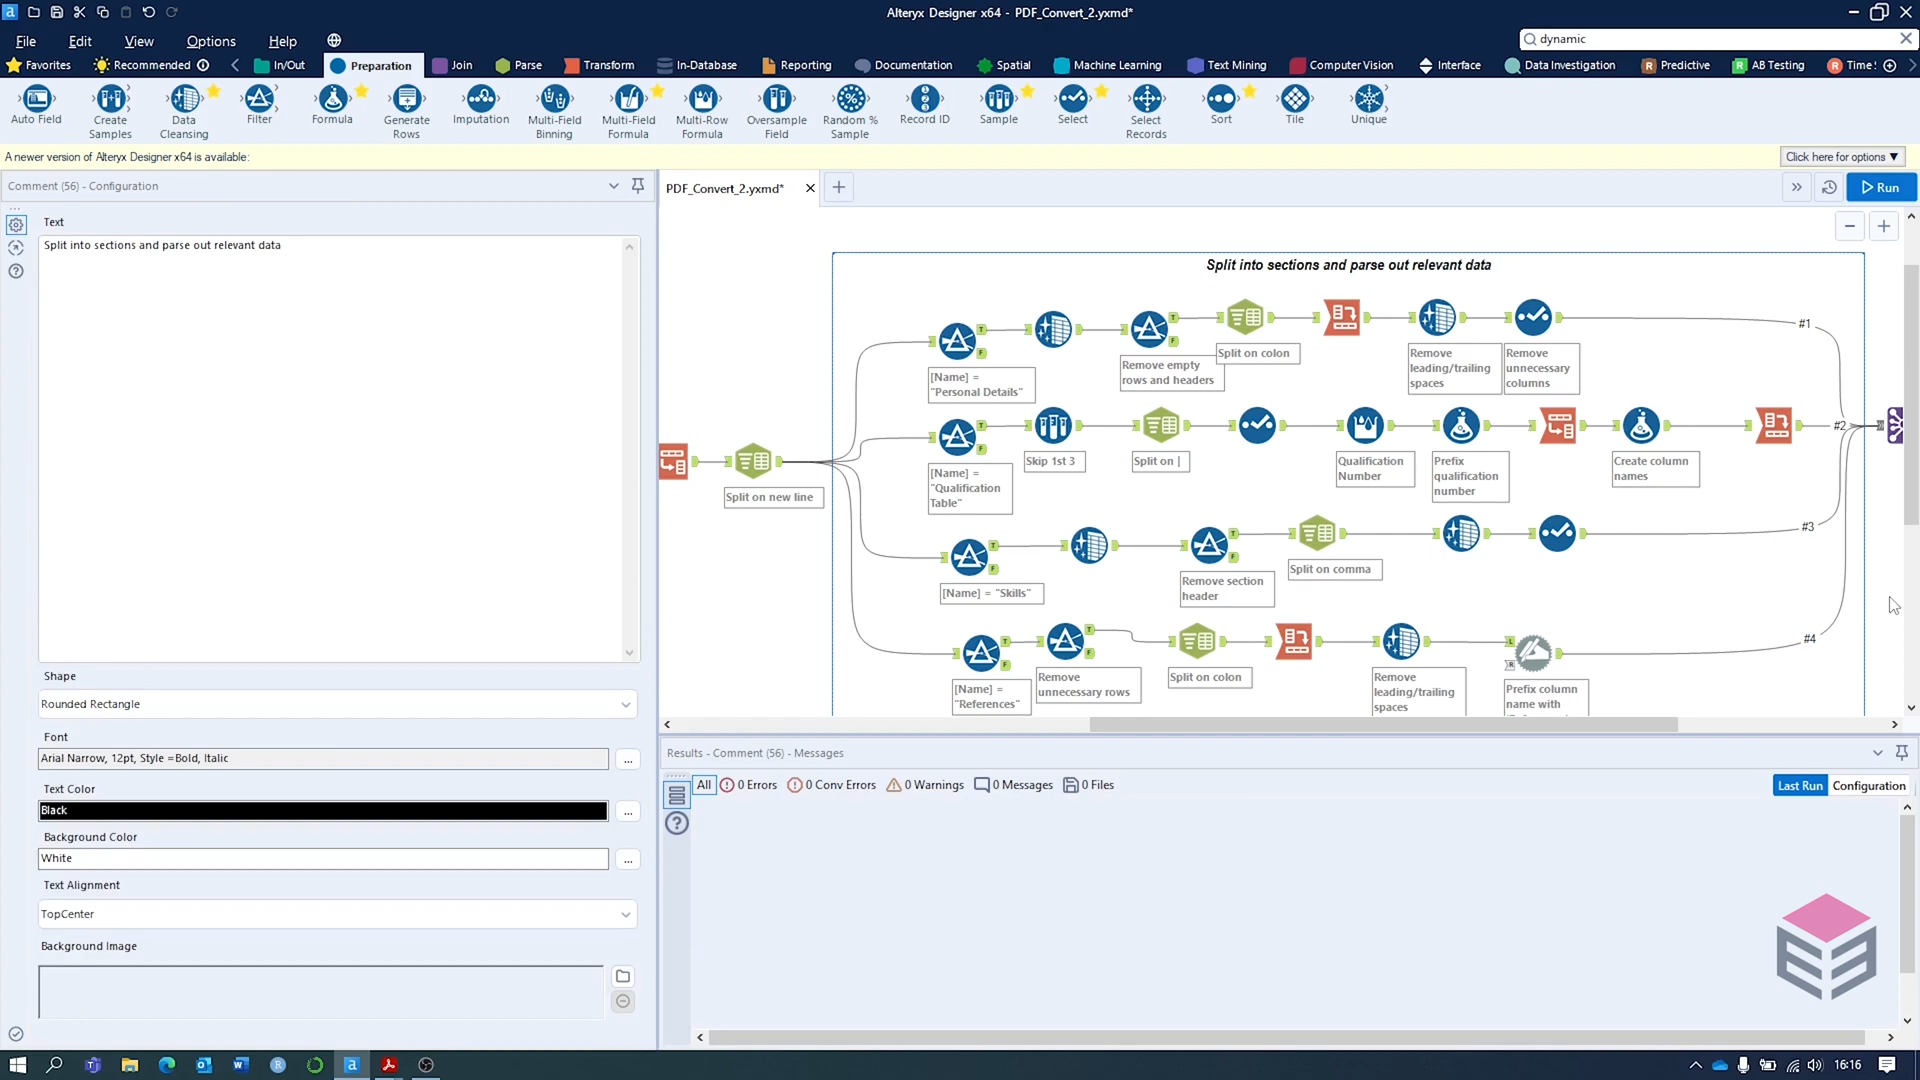 Alteryx Designer x64 - PDF_Convert_2.yxmd*
File Edit View Options Help
dynamic
Favorites Recommended In/Out Preparation Join Parse Transform In-Database Reporting Documentation Spatial Machine Learning Text Mining Computer Vision Interface Data Investigation Predictive AB Testing
Auto Field
Create Samples
Data Cleansing
Filter
Formula
Generate Rows
Imputation
Multi-Field Binning
Multi-Field Formula
Multi-Row Formula
Oversample Field
Random % Sample
Record ID
Sample
Select
Select Records
Sort
Tile
Unique
A newer version of Alteryx Designer x64 is available:
Click here for options ▼
Comment (56) - Configuration
PDF_Convert_2.yxmd*
Run
Text
Split into sections and parse out relevant data
Split into sections and parse out relevant data
#1
Split on colon
Remove empty
rows and headers
Remove
leading/trailing
spaces
Remove
unnecessary
columns
[Name] =
"Personal Details"
#2
Split on new line
[Name] =
"Qualification
Table"
Skip 1st 3
Split on |
Qualification
Number
Prefix
qualification
number
Create column
names
#3
[Name] = "Skills"
Remove section
header
Split on comma
#4
[Name] =
"References"
Remove
unnecessary rows
Split on colon
Remove
leading/trailing
spaces
Prefix column
name with
Shape
Rounded Rectangle
Font
Arial Narrow, 12pt, Style =Bold, Italic
...
Text Color
Black
...
Background Color
White
...
Text Alignment
TopCenter
Background Image
Results - Comment (56) - Messages
All 0 Errors 0 Conv Errors 0 Warnings 0 Messages 0 Files
Last Run Configuration
16:16